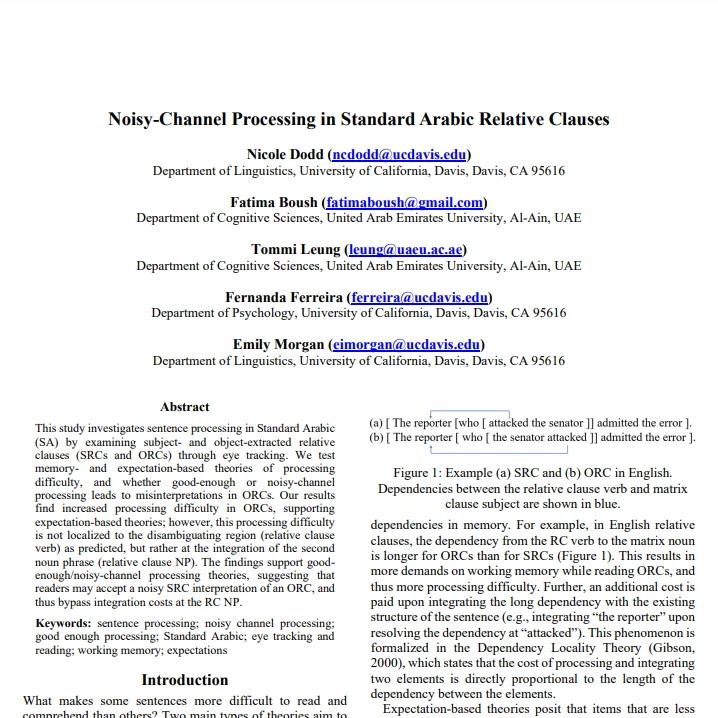 Noisy-Channel Processing in Standard Arabic Relative Clauses
Nicole Dodd (ncdodd@ucdavis.edu)
Department of Linguistics, University of California, Davis, Davis, CA 95616
Fatima Boush (fatimaboush@gmail.com)
Department of Cognitive Sciences, United Arab Emirates University, Al-Ain, UAE
Tommi Leung (leung@uaeu.ac.ae)
Department of Cognitive Sciences, United Arab Emirates University, Al-Ain, UAE
Fernanda Ferreira (ferreira@ucdavis.edu)
Department of Psychology, University of California, Davis, Davis, CA 95616
Emily Morgan (eimorgan@ucdavis.edu)
Department of Linguistics, University of California, Davis, Davis, CA 95616
Abstract
This study investigates sentence processing in Standard Arabic
(SA) by examining subject- and object-extracted relative
clauses (SRCs and ORCs) through eye tracking. We test
memory- and expectation-based theories of processing
difficulty, and whether good-enough or noisy-channel
processing leads to misinterpretations in ORCs. Our results
find increased processing difficulty in ORCs, supporting
expectation-based theories; however, this processing difficulty
is not localized to the disambiguating region (relative clause
verb) as predicted, but rather at the integration of the second
noun phrase (relative clause NP). The findings support good-
enough/noisy-channel processing theories, suggesting that
readers may accept a noisy SRC interpretation of an ORC, and
thus bypass integration costs at the RC NP.
Keywords: sentence processing; noisy channel processing;
good enough processing; Standard Arabic; eye tracking and
reading; working memory; expectations
Introduction
What makes some sentences more difficult to read and
comprehend than others? Two main types of theories aim to
(a) [ The reporter [who [ attacked the senator ]] admitted the error ].
(b) [ The reporter [ who [ the senator attacked ]] admitted the error ].
Figure 1: Example (a) SRC and (b) ORC in English.
Dependencies between the relative clause verb and matrix
clause subject are shown in blue.
dependencies in memory. For example, in English relative
clauses, the dependency from the RC verb to the matrix noun
is longer for ORCs than for SRCs (Figure 1). This results in
more demands on working memory while reading ORCs, and
thus more processing difficulty. Further, an additional cost is
paid upon integrating the long dependency with the existing
structure of the sentence (e.g., integrating “the reporter” upon
resolving the dependency at “attacked”). This phenomenon is
formalized in the Dependency Locality Theory (Gibson,
2000), which states that the cost of processing and integrating
two elements is directly proportional to the length of the
dependency between the elements.
Expectation-based theories posit that items that are less